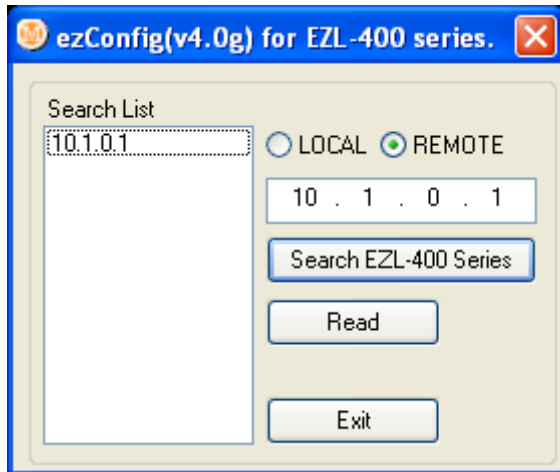 ezConfig(v4.0g) for EZL-400 series.
Search List
10.1.0.1
LOCAL REMOTE
10 . 1 . 0 . 1
Search EZL-400 Series
Read
Exit